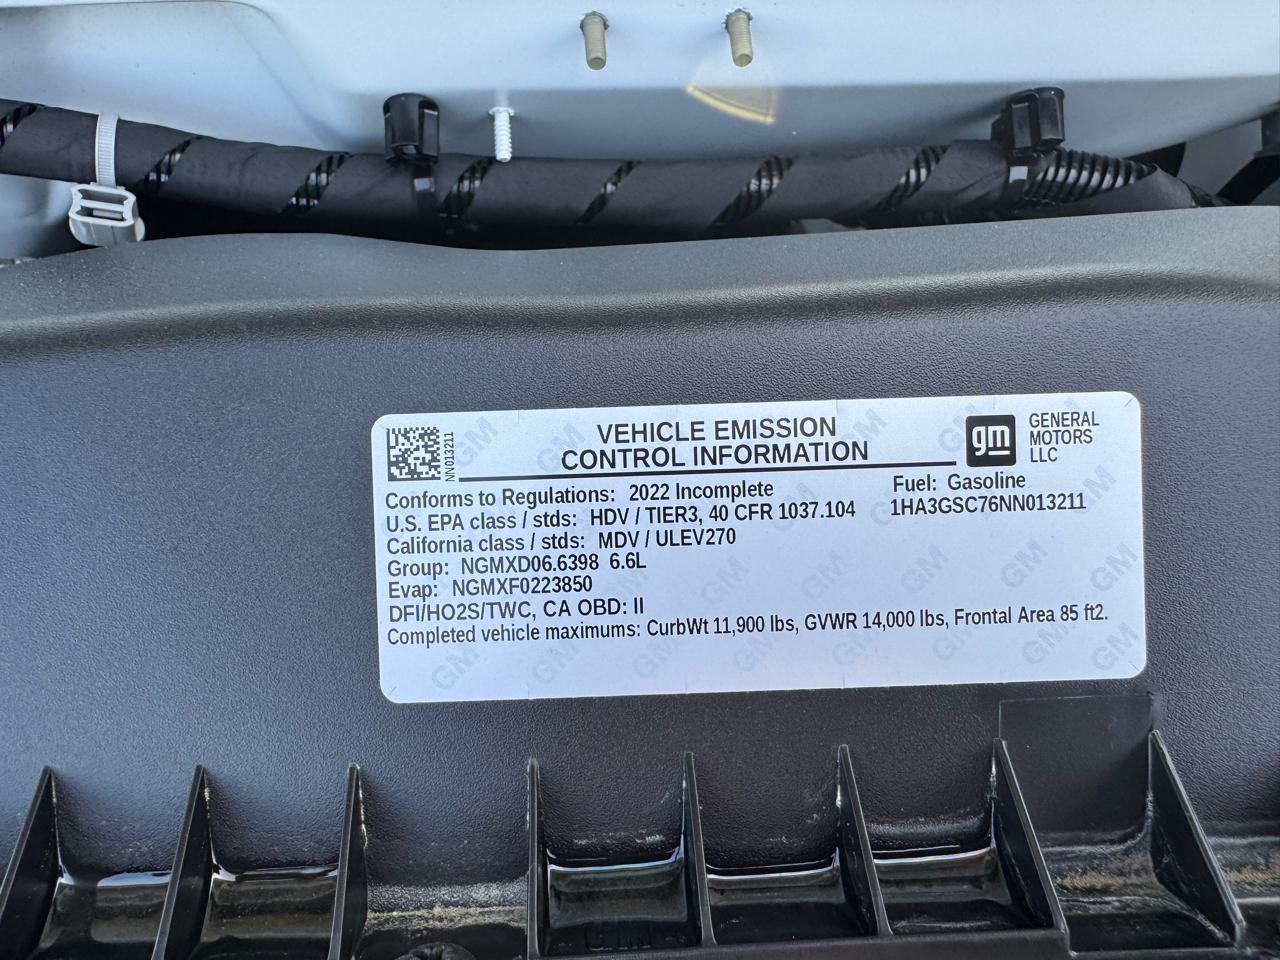 VEHICLE EMISSION
CONTROL INFORMATION
gm
GENERAL
MOTORS
LLC
NN013211
Conforms to Regulations: 2022 Incomplete
Fuel: Gasoline
U.S. EPA class / stds: HDV / TIER3, 40 CFR 1037.104
1HA3GSC76NN013211
California class / stds: MDV / ULEV270
Group: NGMXD06.6398 6.6L
Evap: NGMXF0223850
DFI/HO2S/TWC, CA OBD: II
Completed vehicle maximums: CurbWt 11,900 lbs, GVWR 14,000 lbs, Frontal Area 85 ft2.